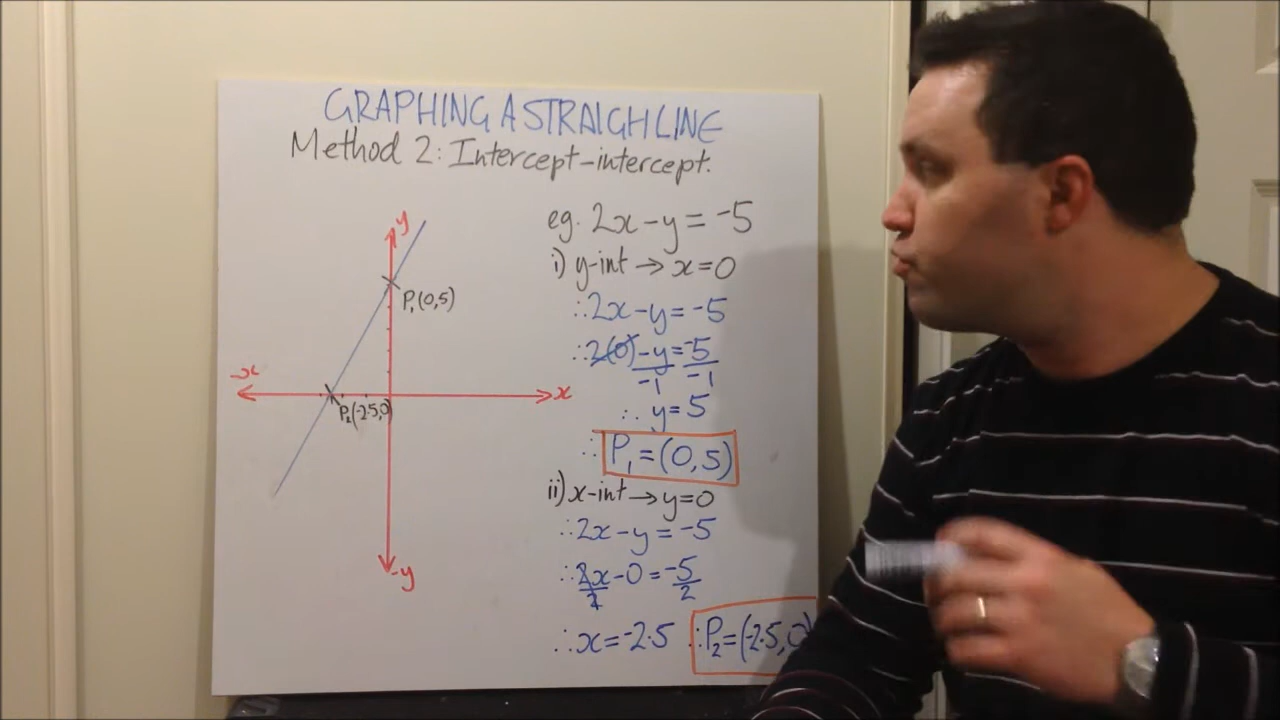 GRAPHING A STRAIGH LINE
Method 2: Intercept-intercept.
y
P₁(0,5)
-x
x
P₂(-2·5,0)
-y
eg. 2x-y = -5
i) y-int → x=0
∴ 2x-y = -5
∴ 2(0) -y = -5
-1 -1
∴ y = 5
∴ P₁ = (0,5)
ii) x-int → y=0
∴ 2x-y = -5
∴ 2x-0 = -5
2 2
∴ x = -2·5 ∴ P₂ = (-2·5,0)